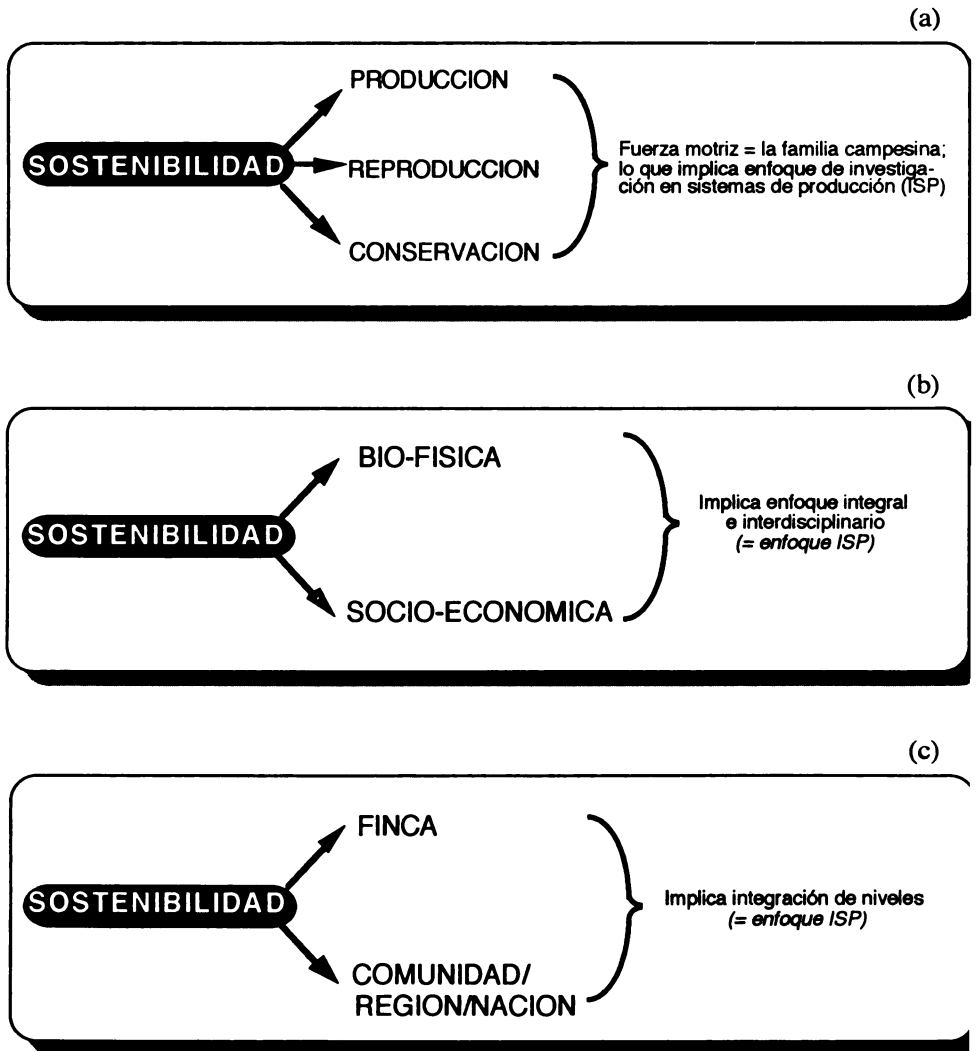 (a)
PRODUCCION
SOSTENIBILIDAD
REPRODUCCION
CONSERVACION
Fuerza motriz = la familia campesina;
lo que implica enfoque de investiga-
ción en sistemas de producción (ISP)
(b)
BIO-FISICA
SOSTENIBILIDAD
SOCIO-ECONOMICA
Implica enfoque integral
e interdisciplinario
(= enfoque ISP)
(c)
FINCA
SOSTENIBILIDAD
COMUNIDAD/
REGION/NACION
Implica integración de niveles
(= enfoque ISP)